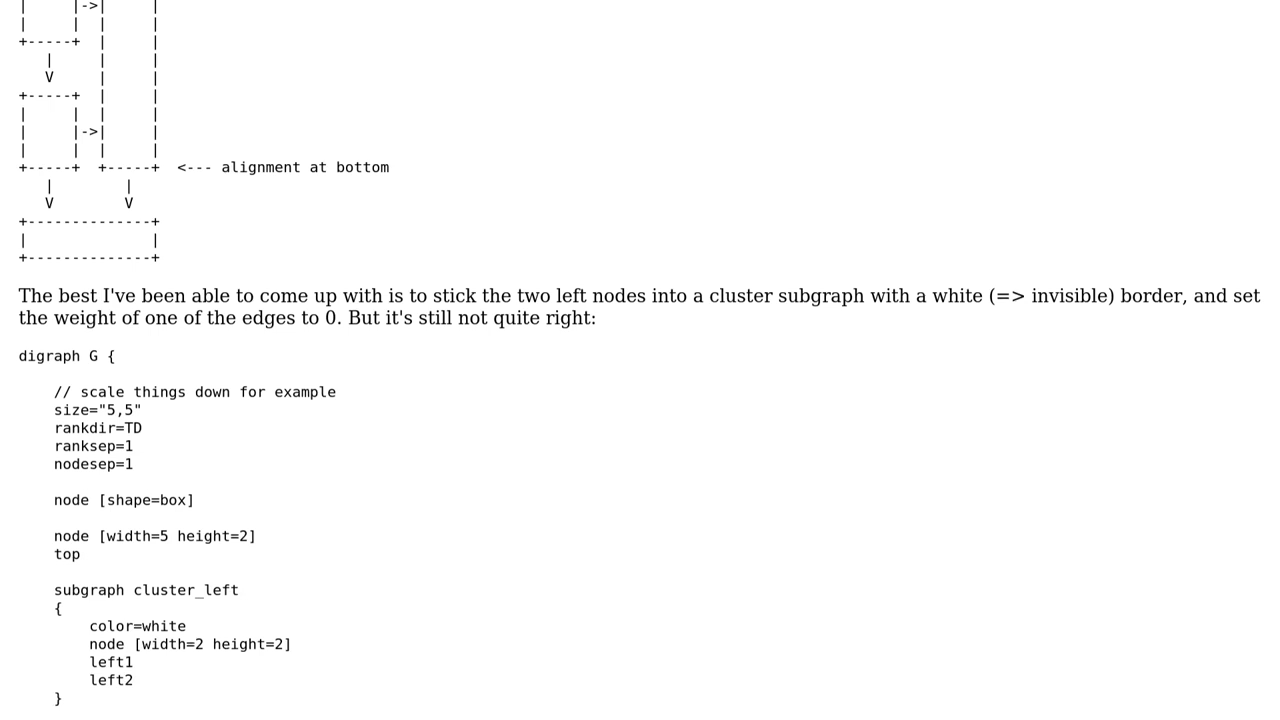 |     |->|     |
|     |  |     |
+-----+  |     |
   |     |     |
   V     |     |
+-----+  |     |
|     |  |     |
|     |->|     |
|     |  |     |
+-----+  +-----+  <--- alignment at bottom
   |        |
   V        V
+--------------+
|              |
+--------------+
The best I've been able to come up with is to stick the two left nodes into a cluster subgraph with a white (=> invisible) border, and set
the weight of one of the edges to 0. But it's still not quite right:
digraph G {
    // scale things down for example
    size="5,5"
    rankdir=TD
    ranksep=1
    nodesep=1
    node [shape=box]
    node [width=5 height=2]
    top
    subgraph cluster_left
    {
        color=white
        node [width=2 height=2]
        left1
        left2
    }